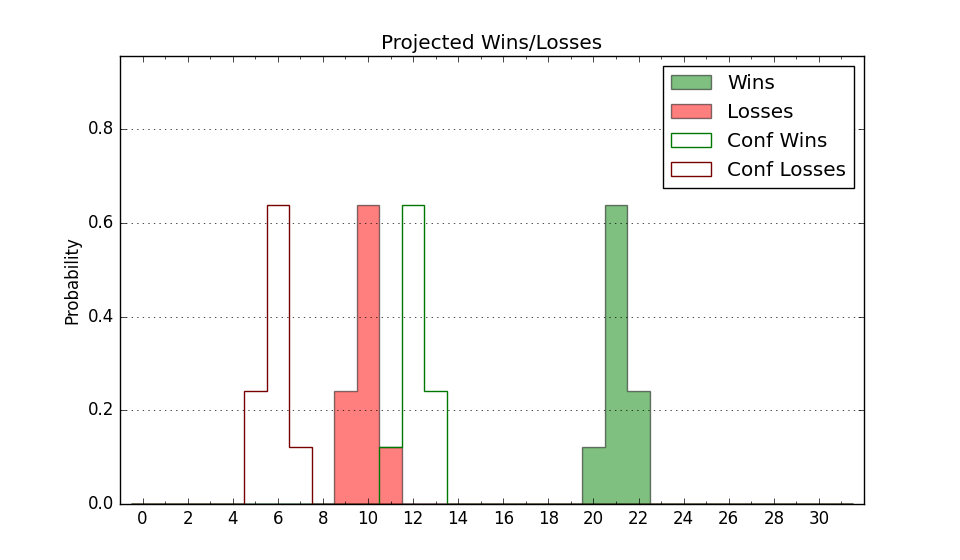 Projected Wins/Losses
Wins
Losses
Conf Wins
Conf Losses
Probability
0.8
0.6
0.4
0.2
0.0
0 2 4 6 8 10 12 14 16 18 20 22 24 26 28 30